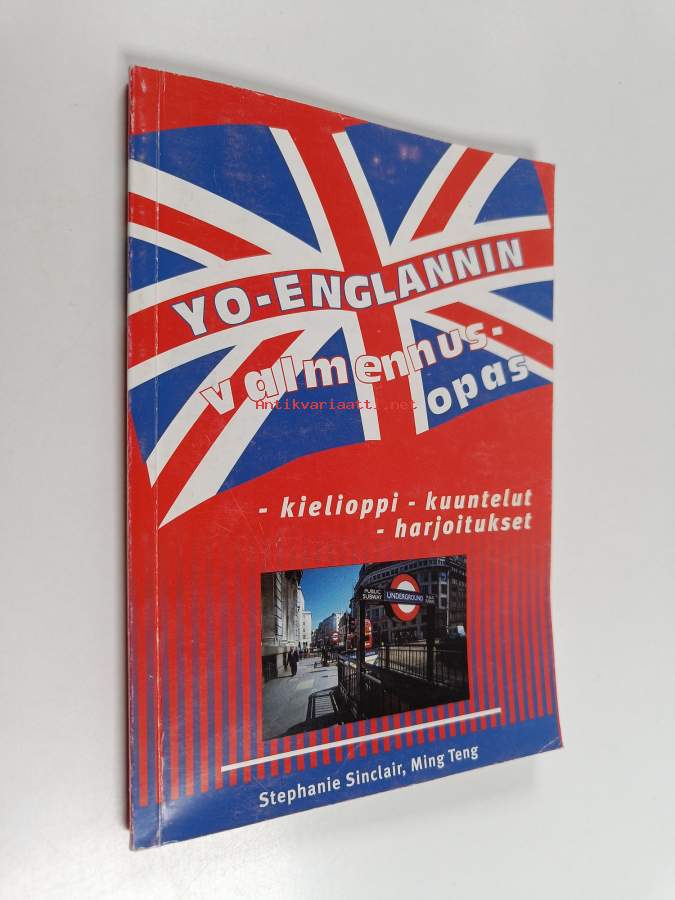 YO-ENGLANNIN
valmennus-
opas
Antikvariaatti.net
- kielioppi - kuuntelut
- harjoitukset
PUBLIC
SUBWAY
UNDERGROUND
Stephanie Sinclair, Ming Teng